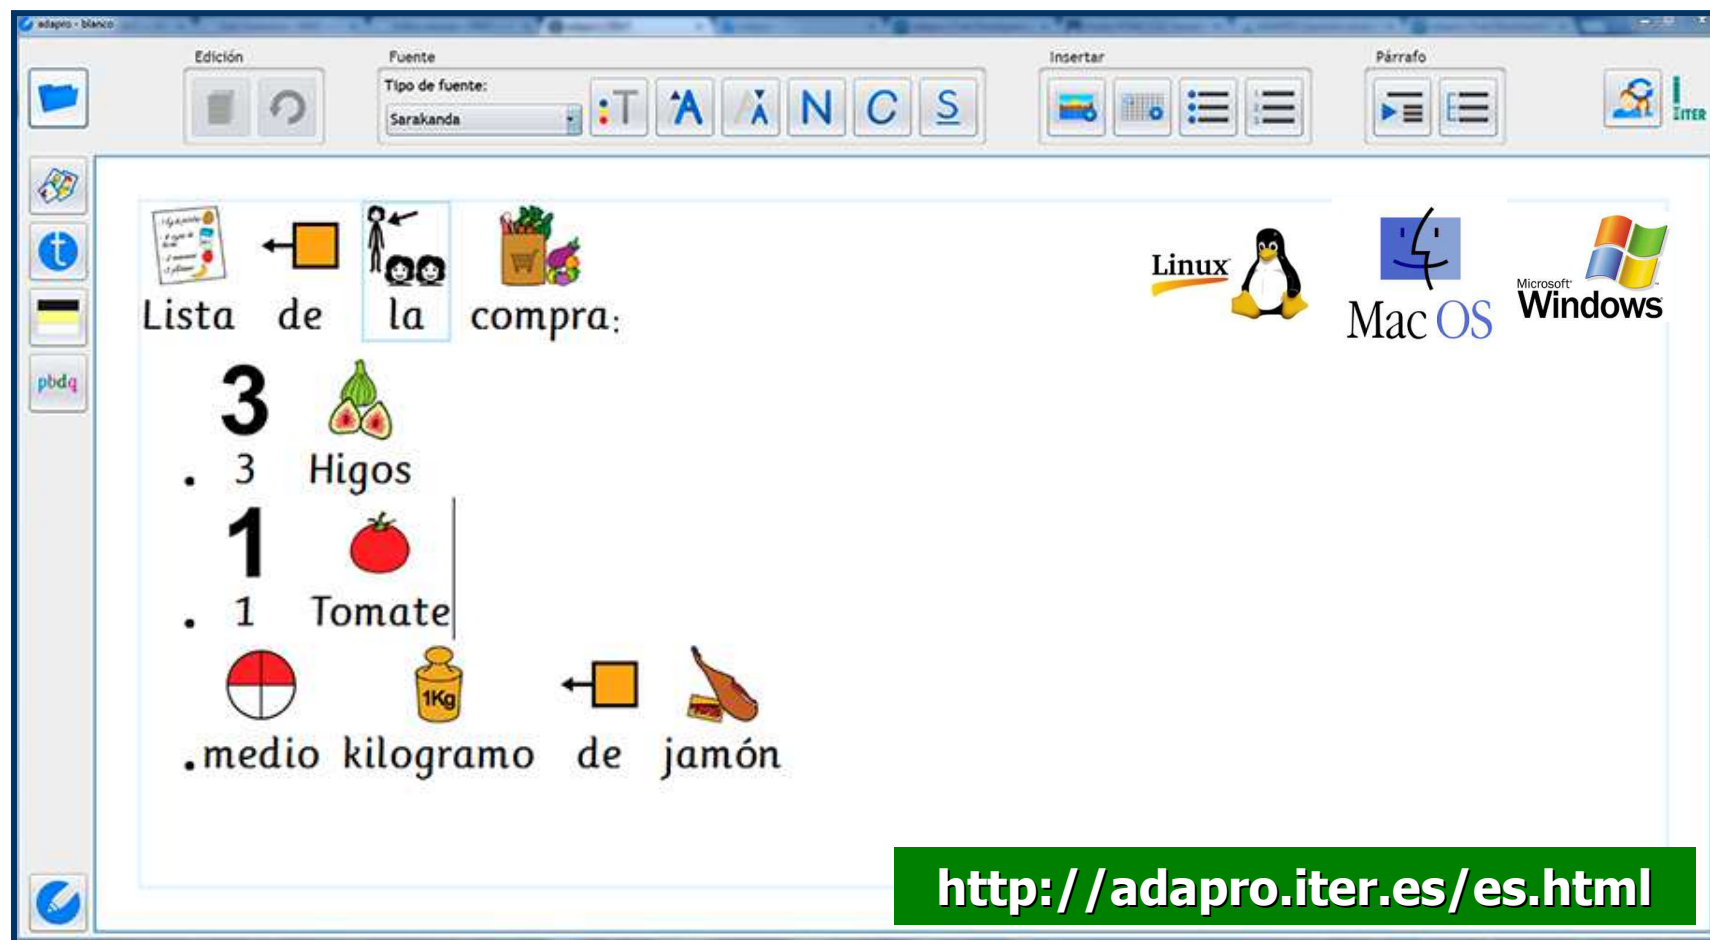 adapro - blanco
Edición
Fuente
Insertar
Párrafo
Tipo de fuente:
Sarakanda
T A A N C S
ITER
t
pbdq
Lista de la compra:
Linux
Mac OS
Microsoft
Windows
3
. 3 Higos
1
. 1 Tomate
1Kg
.medio kilogramo de jamón
http://adapro.iter.es/es.html